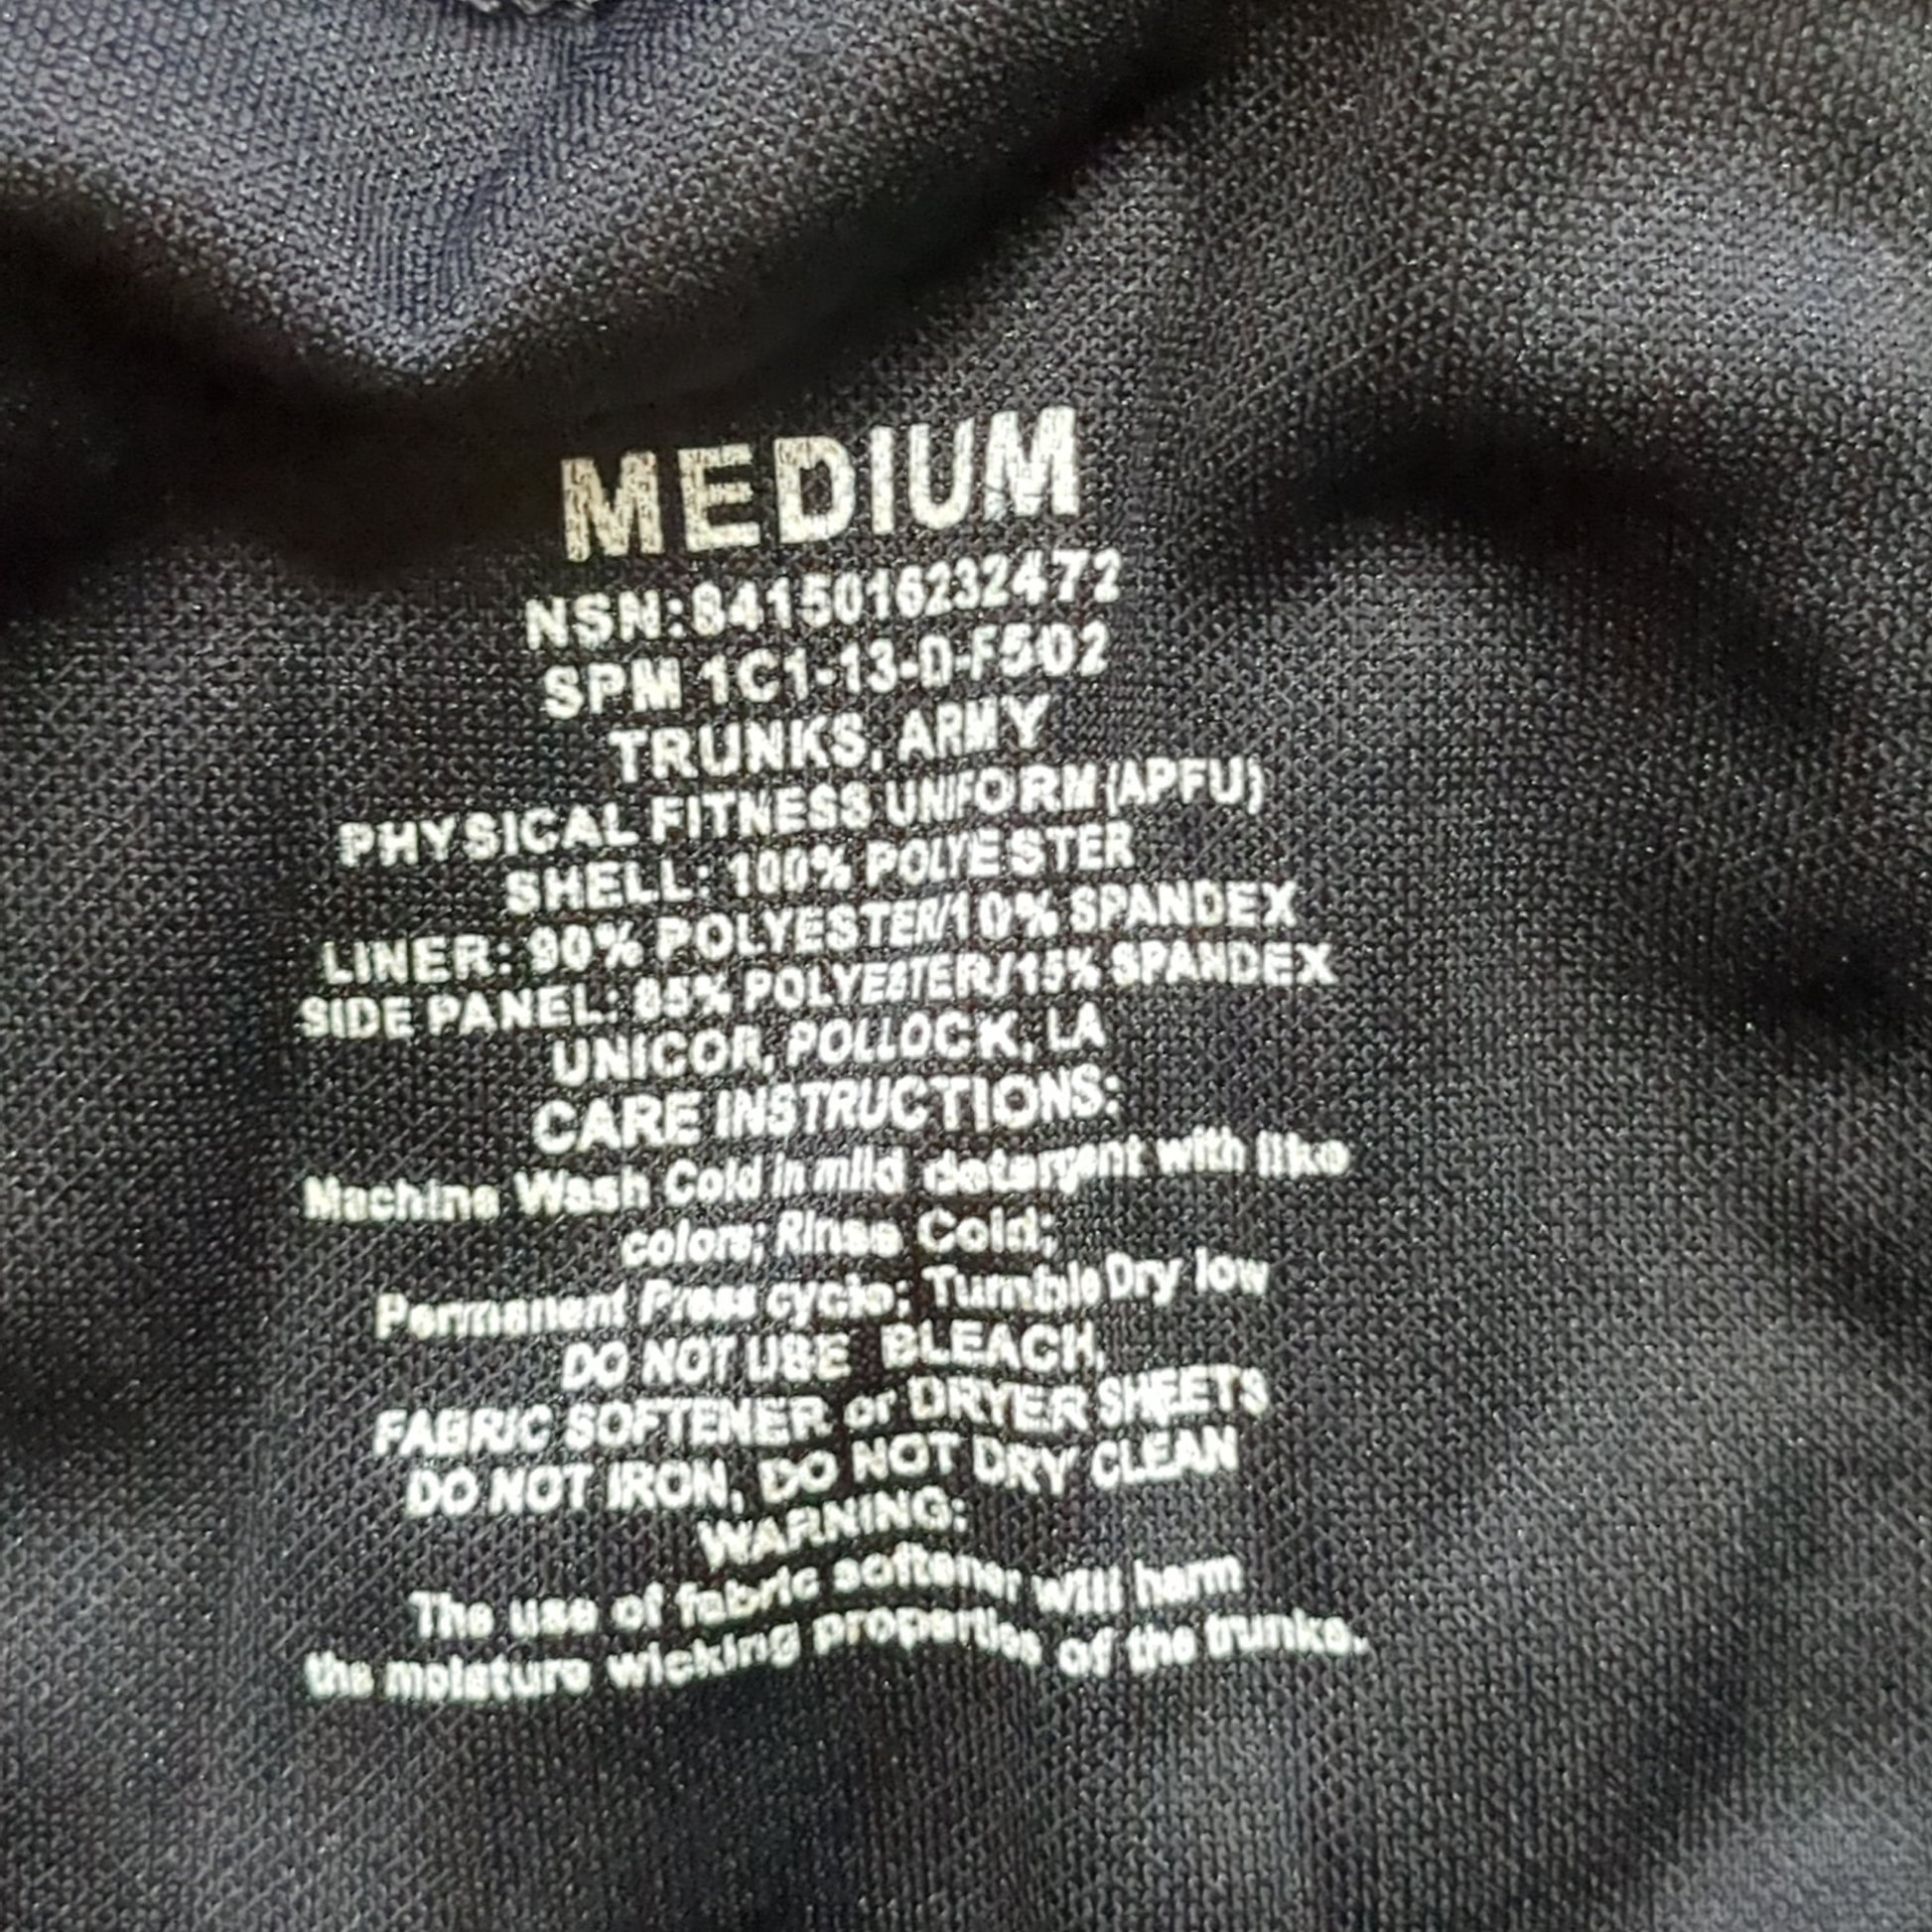 MEDIUM
NSN:8415016232472
SPM 1C1-13-D-F502
TRUNKS, ARMY
PHYSICAL FITNESS UNIFORM (APFU)
SHELL: 100% POLYESTER
LINER: 90% POLYESTER/10% SPANDEX
SIDE PANEL: 85% POLYESTER/15% SPANDEX
UNICOR, POLLOCK, LA
CARE INSTRUCTIONS:
Machine Wash Cold in mild detergent with like
colors; Rinse Cold;
Permanent Press cycle; Tumble Dry low
DO NOT USE BLEACH,
FABRIC SOFTENER or DRYER SHEETS
DO NOT IRON, DO NOT DRY CLEAN
WARNING:
The use of fabric softener will harm
the moisture wicking properties of the trunks.